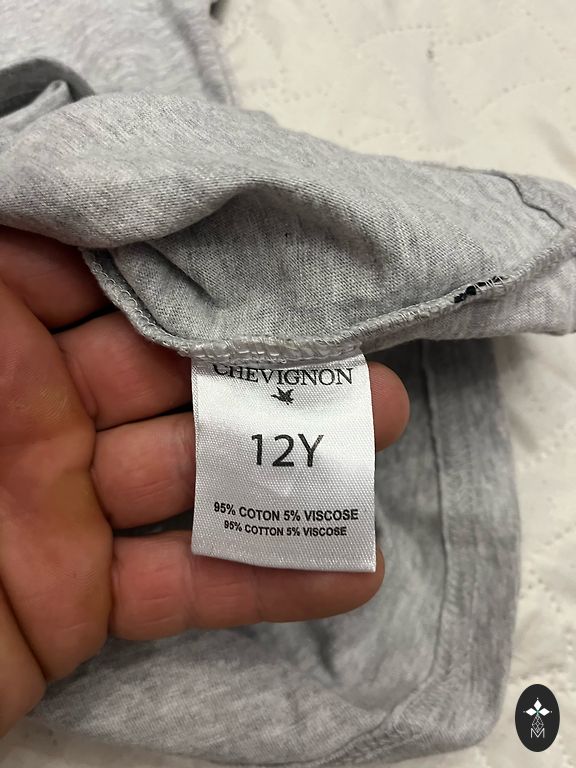 CHEVIGNON
12Y
95% COTON 5% VISCOSE
95% COTTON 5% VISCOSE